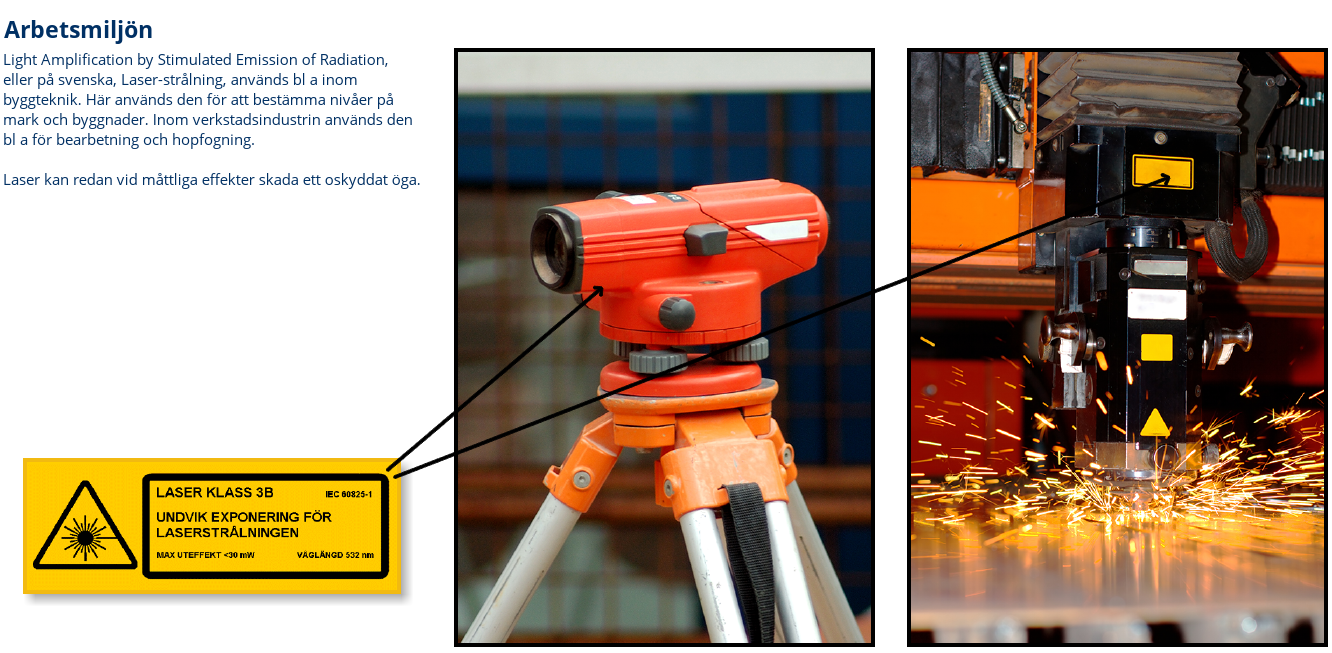 Arbetsmiljön
Light Amplification by Stimulated Emission of Radiation,
eller på svenska, Laser-strålning, används bl a inom
byggteknik. Här används den för att bestämma nivåer på
mark och byggnader. Inom verkstadsindustrin används den
bl a för bearbetning och hopfogning.
Laser kan redan vid måttliga effekter skada ett oskyddat öga.
LASER KLASS 3B IEC 60825-1
UNDVIK EXPONERING FÖR
LASERSTRÅLNINGEN
MAX UTEFFEKT <30 mW VÅGLÄNGD 532 nm